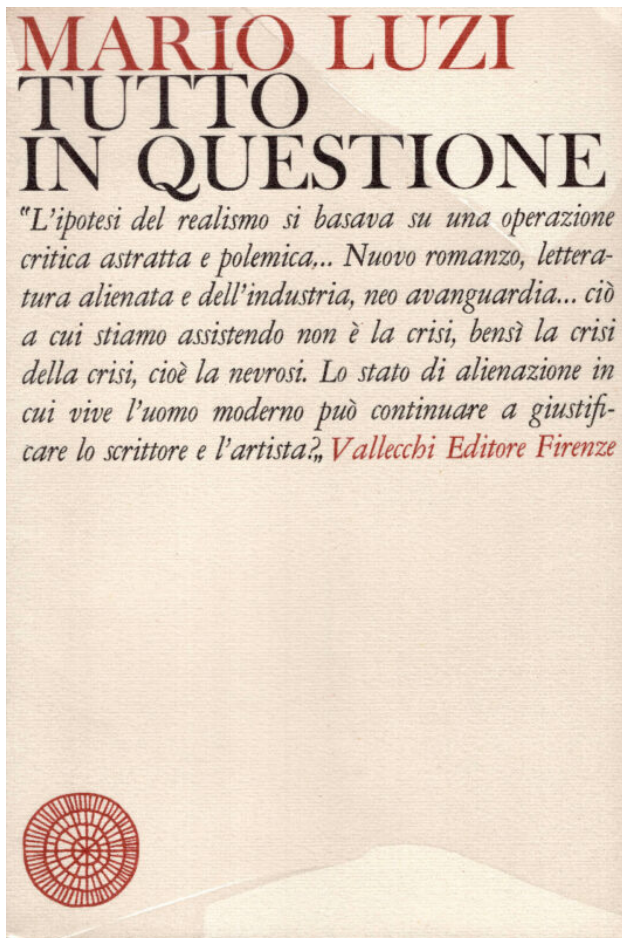 MARIO LUZI
TUTTO
IN QUESTIONE
"L'ipotesi del realismo si basava su una operazione
critica astratta e polemica... Nuovo romanzo, lettera-
tura alienata e dell'industria, neo avanguardia... ciò
a cui stiamo assistendo non è la crisi, bensì la crisi
della crisi, cioè la nevrosi. Lo stato di alienazione in
cui vive l'uomo moderno può continuare a giustifi-
care lo scrittore e l'artista?„ Vallecchi Editore Firenze